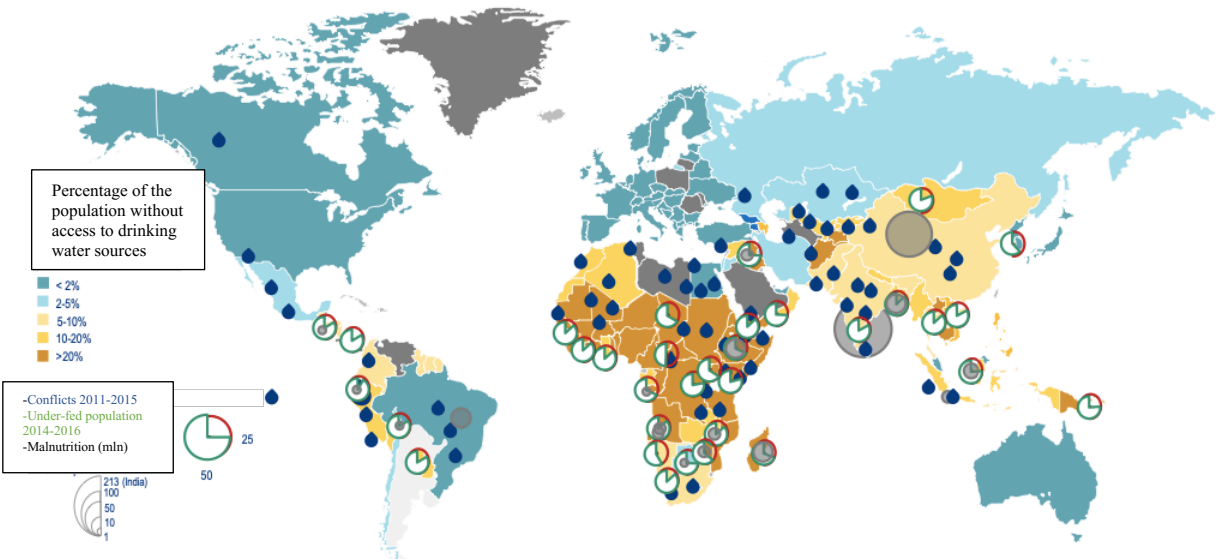 Percentage of the
population without
access to drinking
water sources
< 2%
2-5%
5-10%
10-20%
>20%
-Conflicts 2011-2015
-Under-fed population
2014-2016
-Malnutrition (mln)
25
50
213 (India)
100
50
10
1